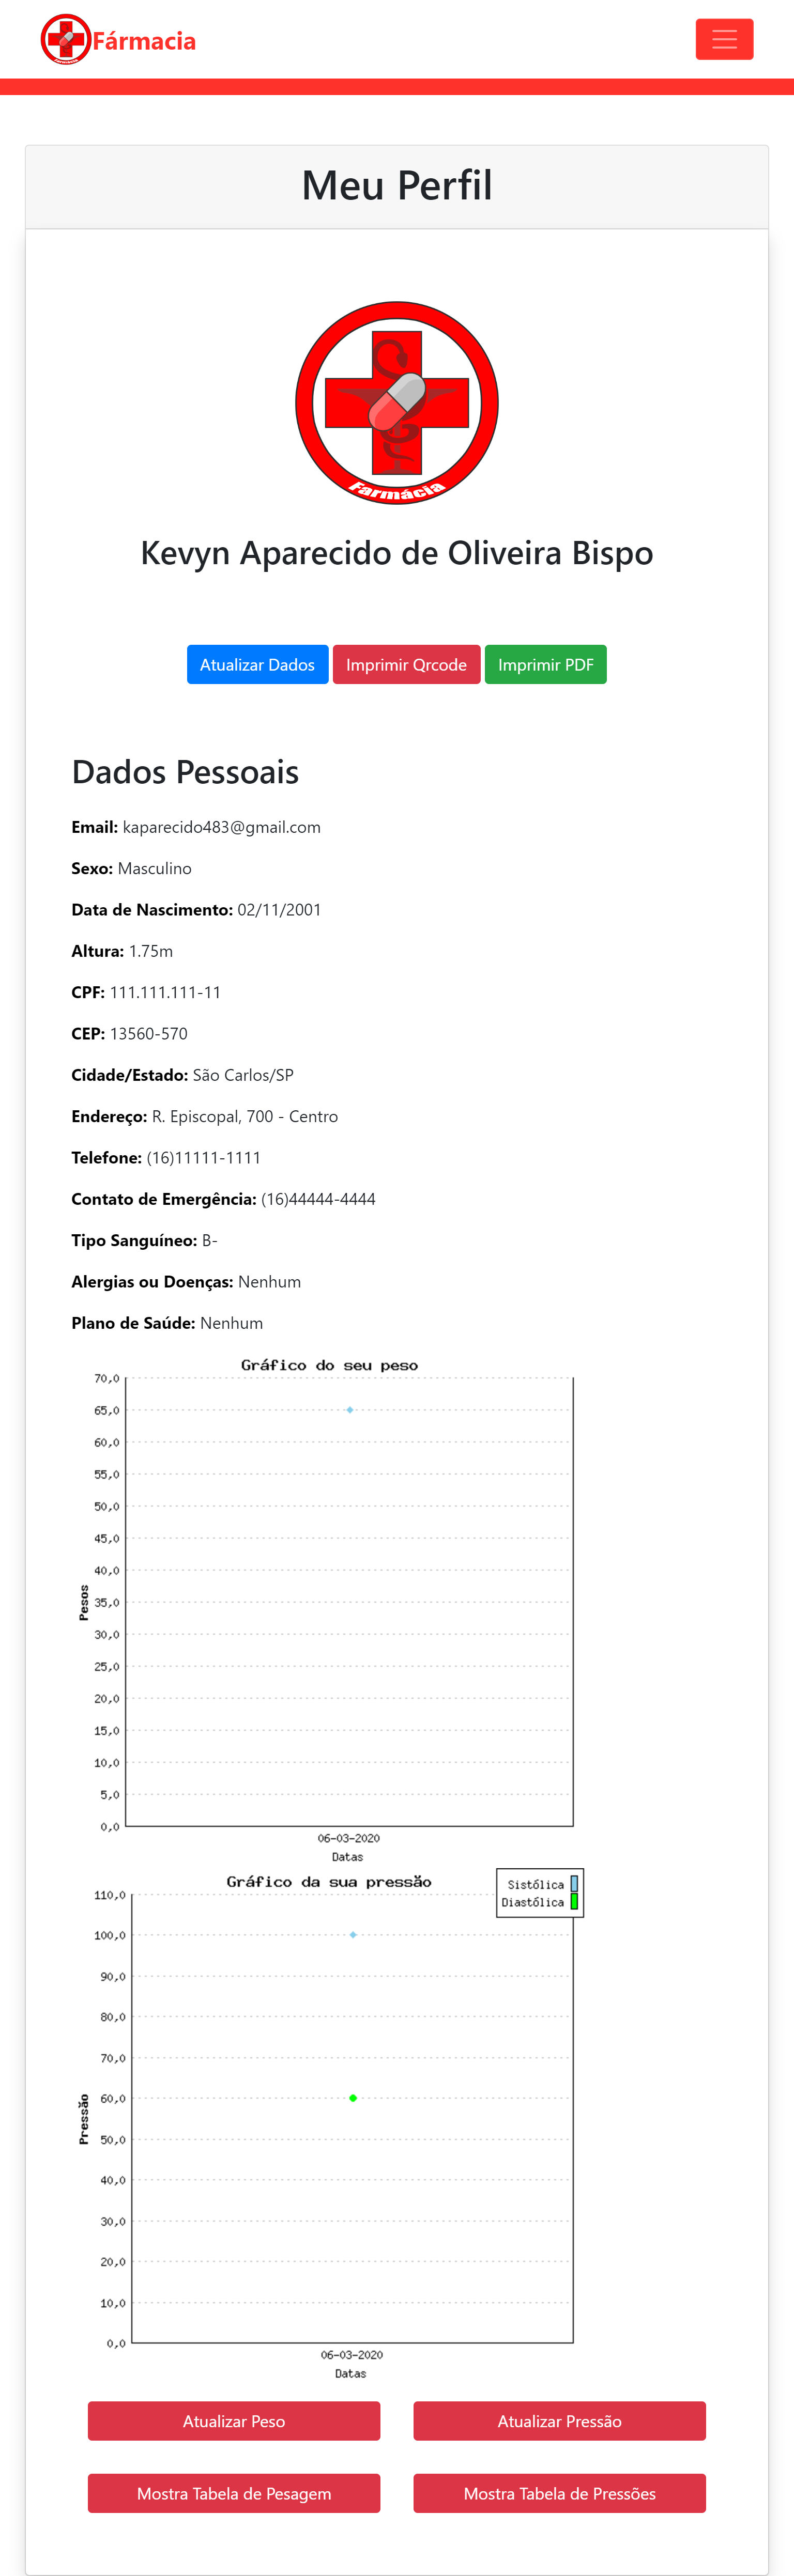 Fármacia
Meu Perfil
Farmácia
Kevyn Aparecido de Oliveira Bispo
Atualizar Dados
Imprimir Qrcode
Imprimir PDF
Dados Pessoais
Email: kaparecido483@gmail.com
Sexo: Masculino
Data de Nascimento: 02/11/2001
Altura: 1.75m
CPF: 111.111.111-11
CEP: 13560-570
Cidade/Estado: São Carlos/SP
Endereço: R. Episcopal, 700 - Centro
Telefone: (16)11111-1111
Contato de Emergência: (16)44444-4444
Tipo Sanguíneo: B-
Alergias ou Doenças: Nenhum
Plano de Saúde: Nenhum
Gráfico do seu peso
70,0
65,0
60,0
55,0
50,0
45,0
40,0
35,0
30,0
25,0
20,0
15,0
10,0
5,0
0,0
Pesos
06-03-2020
Datas
Gráfico da sua pressão
Sistólica
Diastólica
110,0
100,0
90,0
80,0
70,0
60,0
50,0
40,0
30,0
20,0
10,0
0,0
Pressão
06-03-2020
Datas
Atualizar Peso
Atualizar Pressão
Mostra Tabela de Pesagem
Mostra Tabela de Pressões